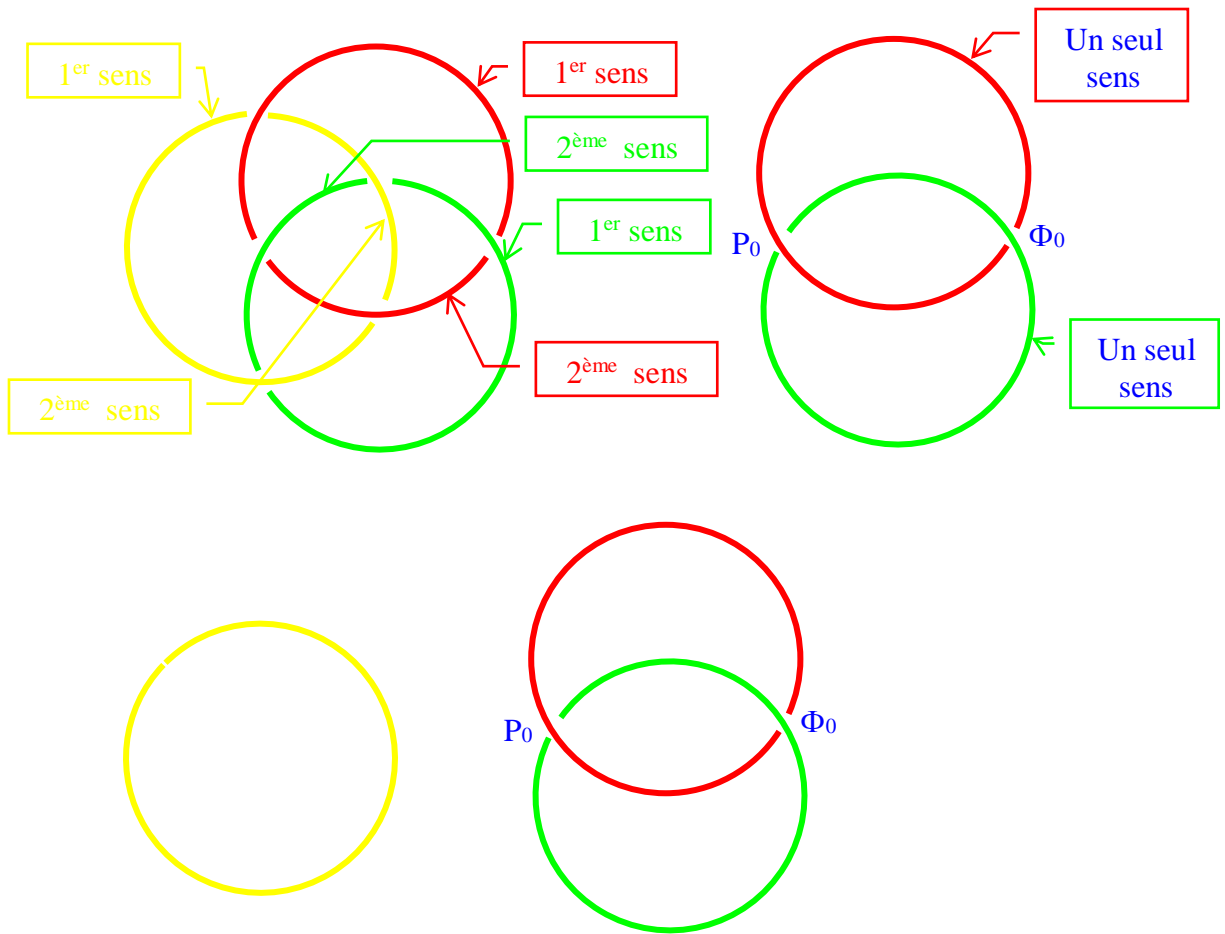 1er sens
1er sens
2ème sens
1er sens
2ème sens
2ème sens
Un seul
sens
P0
Φ0
Un seul
sens
P0
Φ0